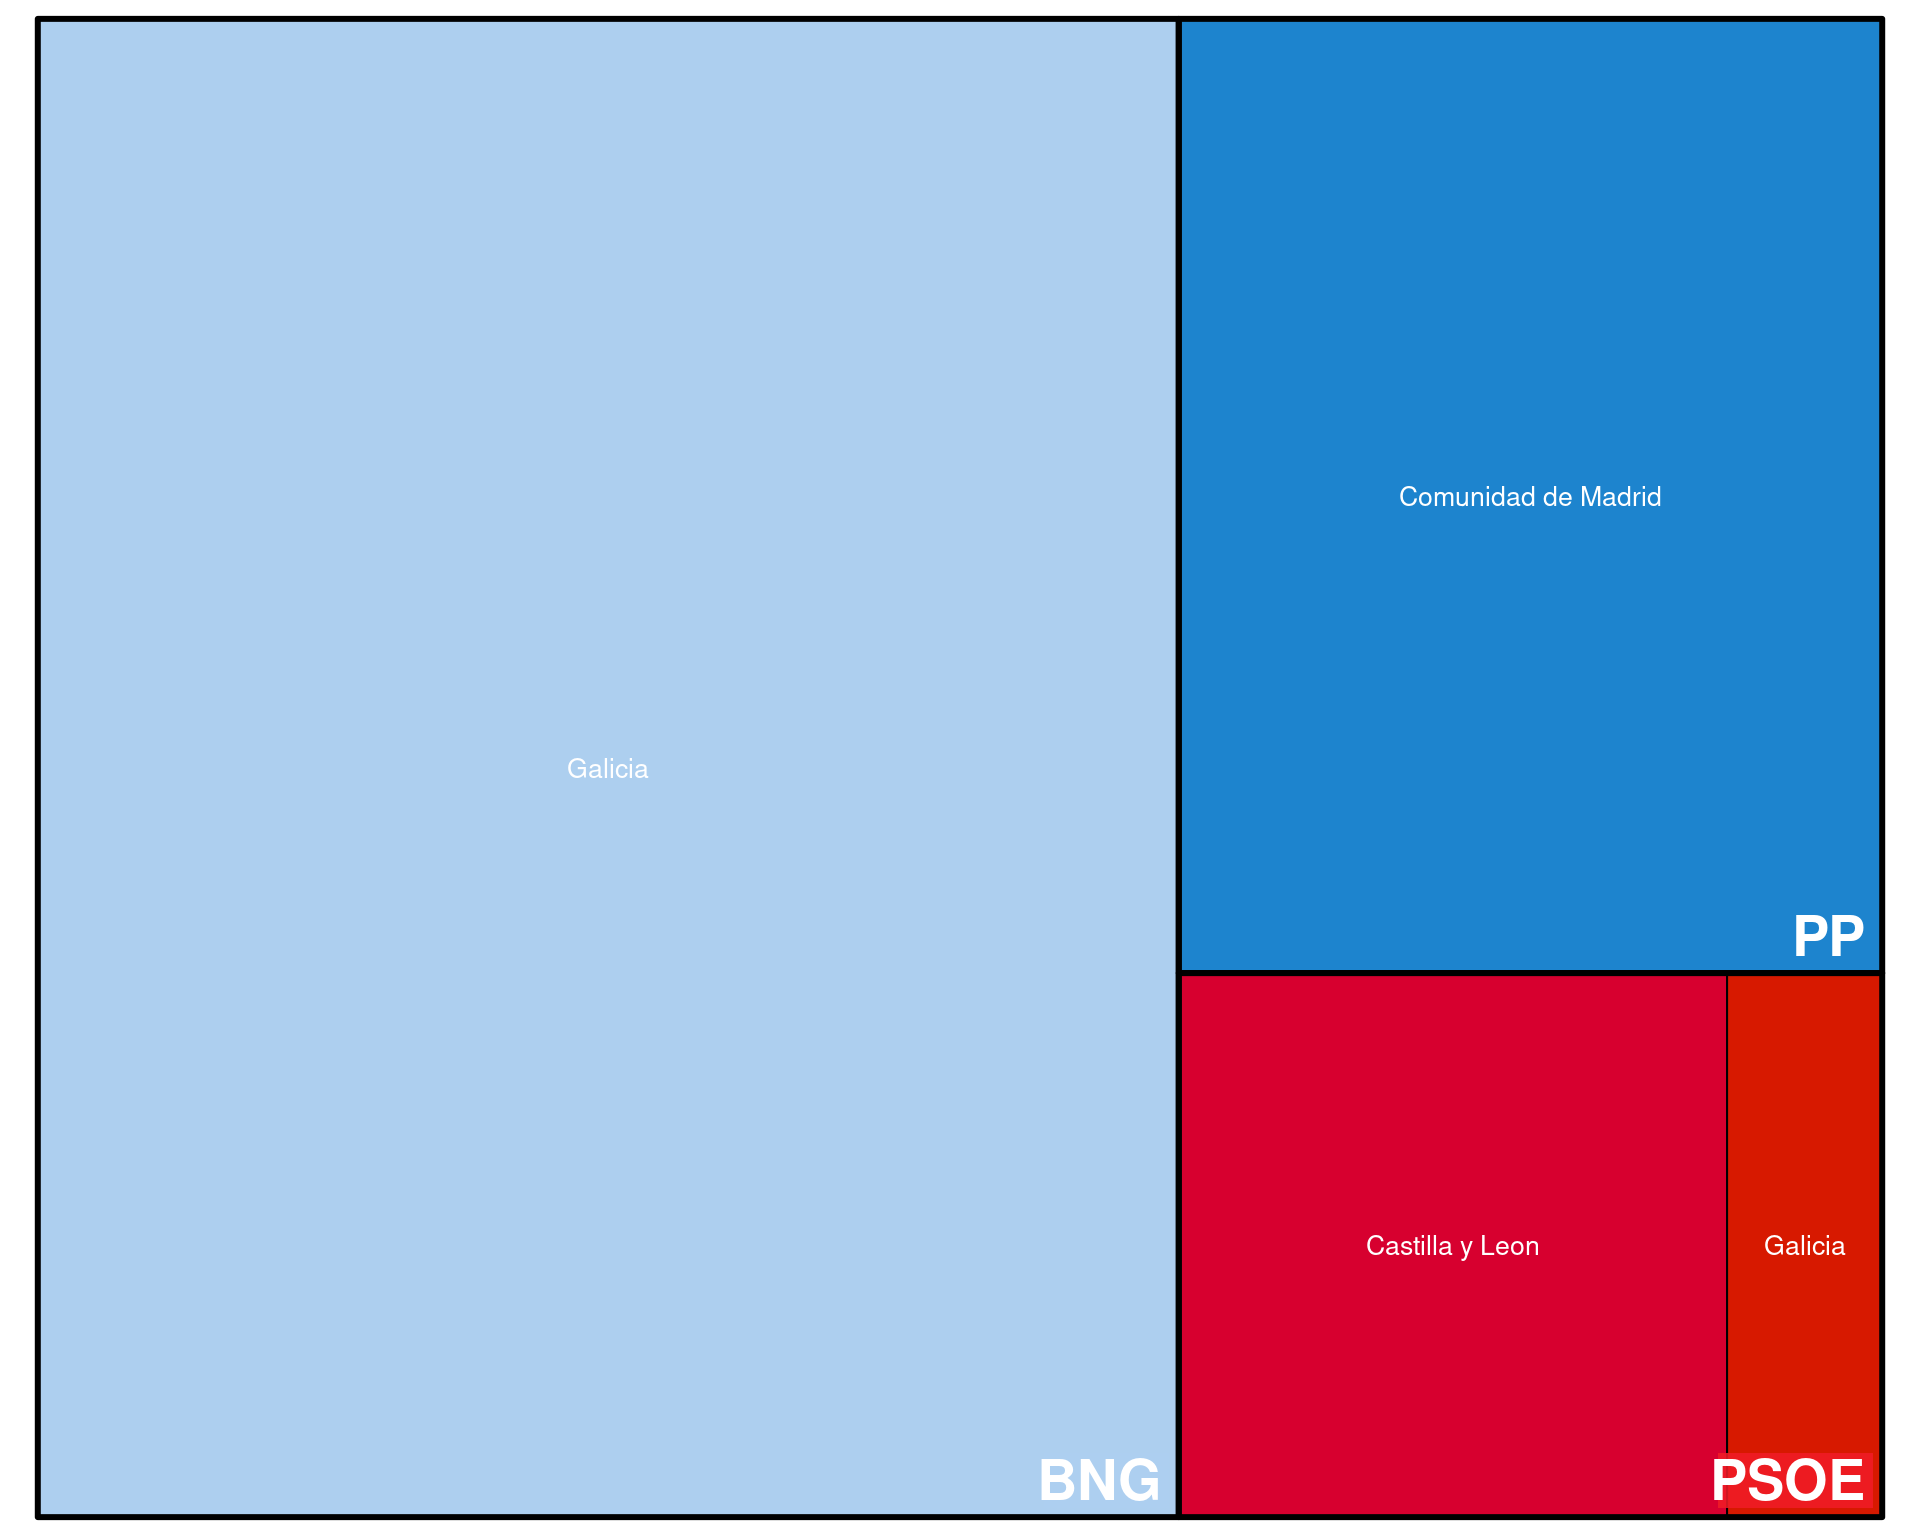 Galicia
BNG
Comunidad de Madrid
PP
Castilla y Leon
Galicia
PSOE